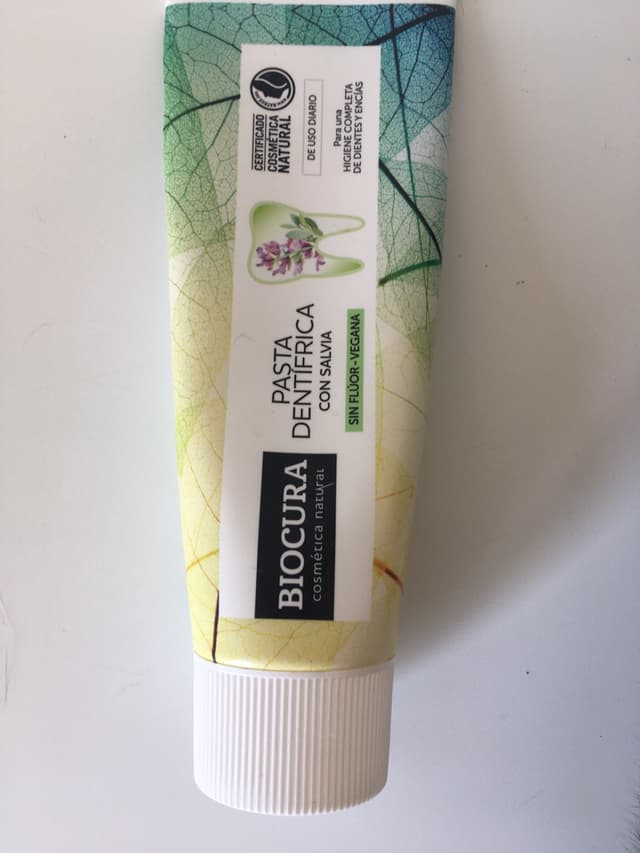 BIOCURA
cosmética natural
PASTA
DENTÍFRICA
CON SALVIA
SIN FLÚOR-VEGANA
CERTIFICADO
COSMÉTICA
NATURAL
DE USO DIARIO
Para una
HIGIENE COMPLETA
DE DIENTES Y ENCÍAS